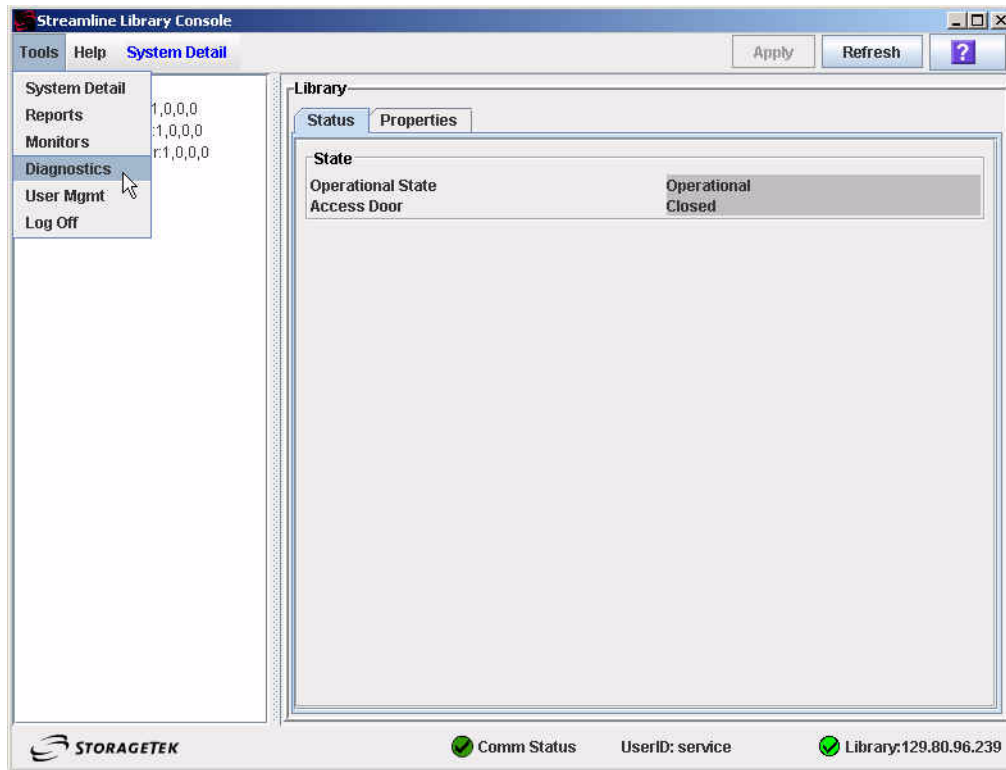 Streamline Library Console
Tools Help System Detail Apply Refresh ?
System Detail
Reports
Monitors
Diagnostics
User Mgmt
Log Off
1,0,0,0
:1,0,0,0
r:1,0,0,0
Library
Status Properties
State
Operational State Operational
Access Door Closed
STORAGETEK Comm Status UserID: service Library:129.80.96.239